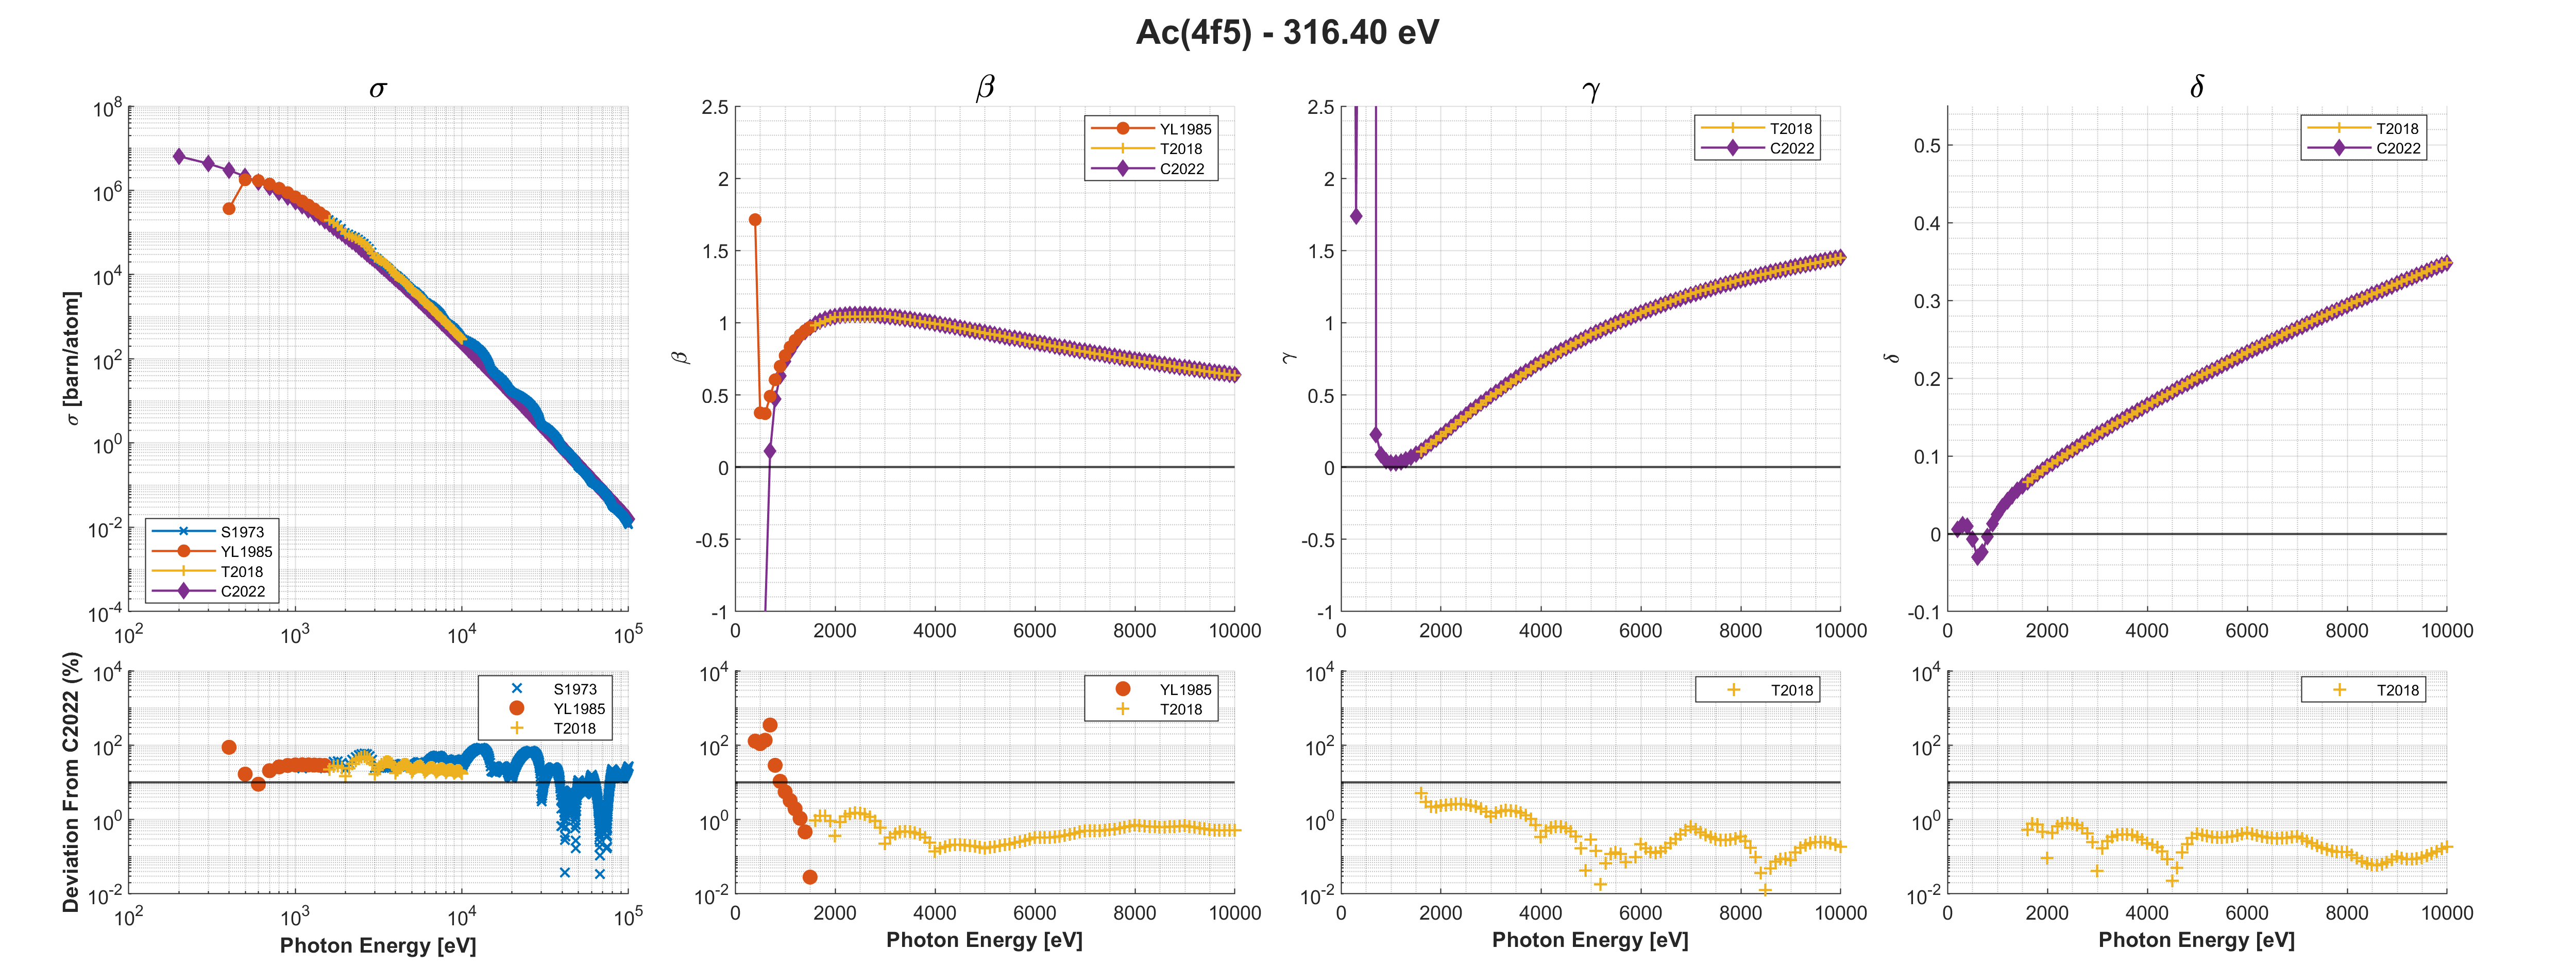 Ac(4f5) - 316.40 eV
σ
10^8
10^6
10^4
10^2
10^0
10^-2
10^-4
10^2
10^3
10^4
10^5
σ [barn/atom]
S1973
YL1985
T2018
C2022
β
2.5
2
1.5
1
0.5
0
-0.5
-1
0
2000
4000
6000
8000
10000
β
YL1985
T2018
C2022
γ
2.5
2
1.5
1
0.5
0
-0.5
-1
0
2000
4000
6000
8000
10000
γ
T2018
C2022
δ
0.5
0.4
0.3
0.2
0.1
0
-0.1
0
2000
4000
6000
8000
10000
δ
T2018
C2022
Deviation From C2022 (%)
10^4
10^2
10^0
10^-2
10^2
10^3
10^4
10^5
Photon Energy [eV]
S1973
YL1985
T2018
10^4
10^2
10^0
10^-2
0
2000
4000
6000
8000
10000
Photon Energy [eV]
YL1985
T2018
10^4
10^2
10^0
10^-2
0
2000
4000
6000
8000
10000
Photon Energy [eV]
T2018
10^4
10^2
10^0
10^-2
0
2000
4000
6000
8000
10000
Photon Energy [eV]
T2018